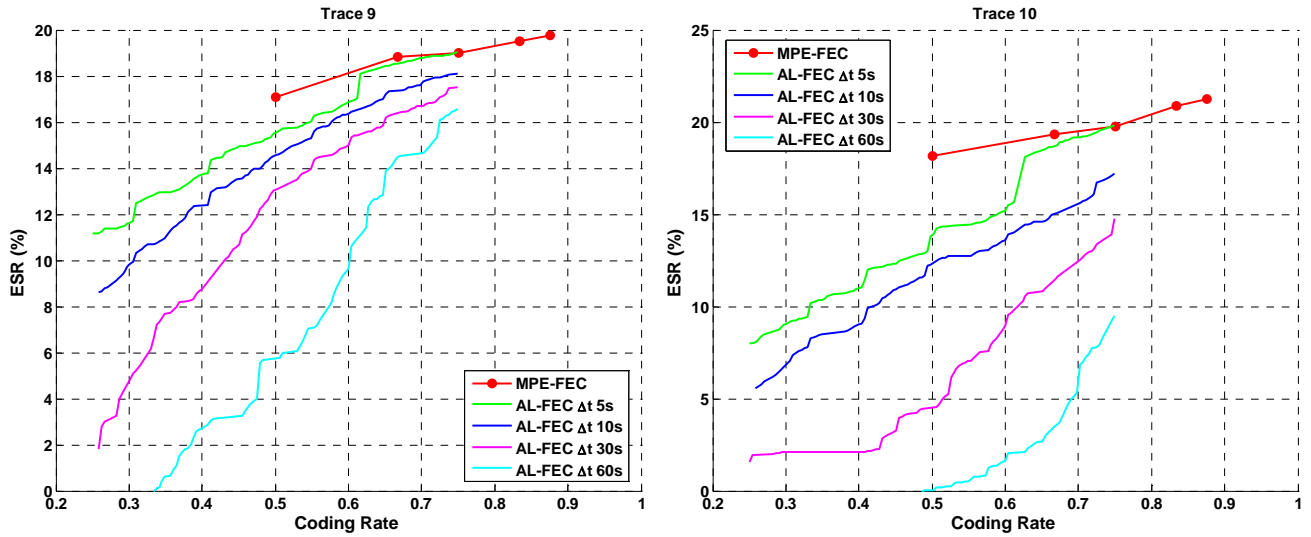 Trace 9
20
18
16
14
12
10
8
6
4
2
0
ESR (%)
0.2 0.3 0.4 0.5 0.6 0.7 0.8 0.9 1
Coding Rate
MPE-FEC
AL-FEC Δt 5s
AL-FEC Δt 10s
AL-FEC Δt 30s
AL-FEC Δt 60s
Trace 10
25
20
15
10
5
0
ESR (%)
0.2 0.3 0.4 0.5 0.6 0.7 0.8 0.9 1
Coding Rate
MPE-FEC
AL-FEC Δt 5s
AL-FEC Δt 10s
AL-FEC Δt 30s
AL-FEC Δt 60s